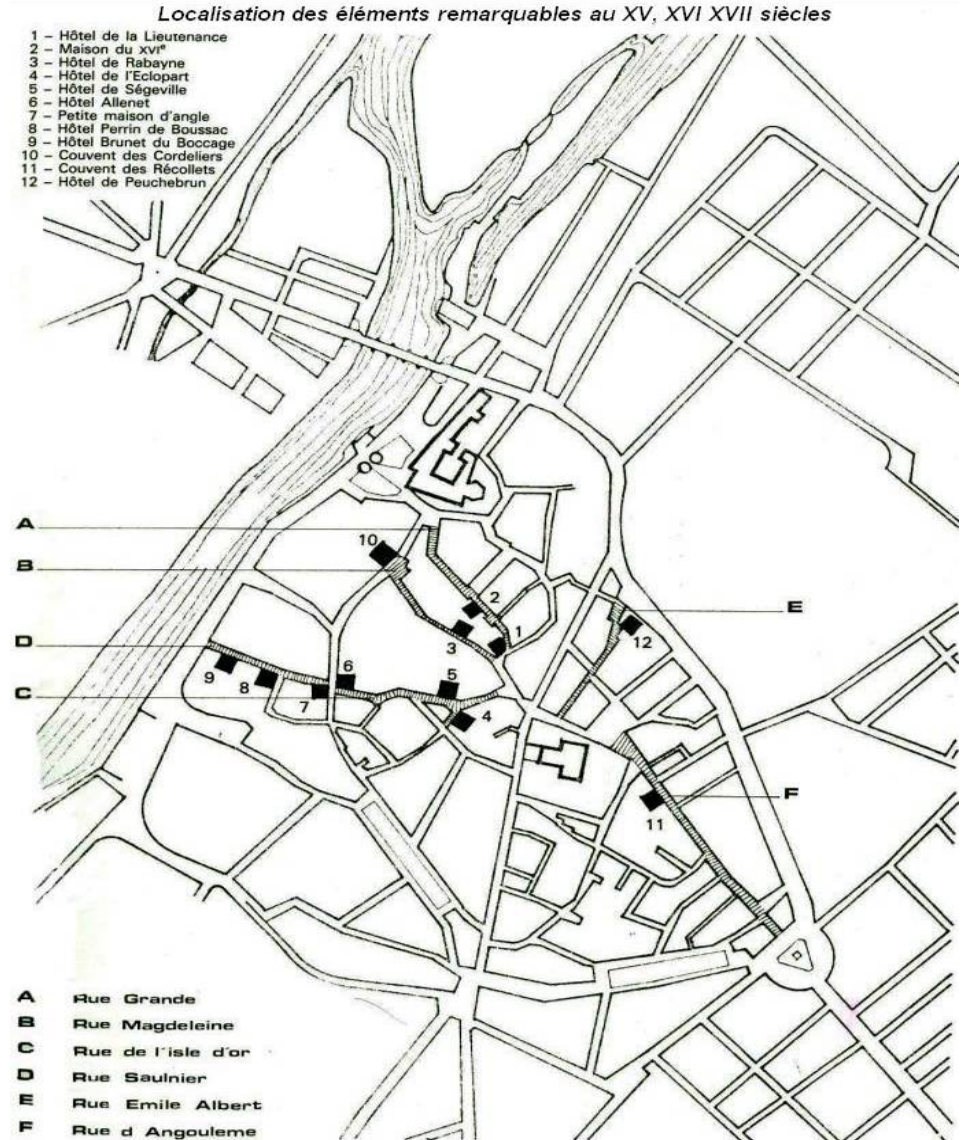 Localisation des éléments remarquables au XV, XVI XVII siècles
1 – Hôtel de la Lieutenance
2 – Maison du XVIe
3 – Hôtel de Rabayne
4 – Hôtel de l'Eclopart
5 – Hôtel de Ségeville
6 – Hôtel Allenet
7 – Petite maison d'angle
8 – Hôtel Perrin de Boussac
9 – Hôtel Brunet du Boccage
10 – Couvent des Cordeliers
11 – Couvent des Récollets
12 – Hôtel de Peuchebrun
A
10
B
2
E
3
1
12
D
9
8
6
5
C
7
4
F
11
A Rue Grande
B Rue Magdeleine
C Rue de l'isle d'or
D Rue Saulnier
E Rue Emile Albert
F Rue d Angouleme